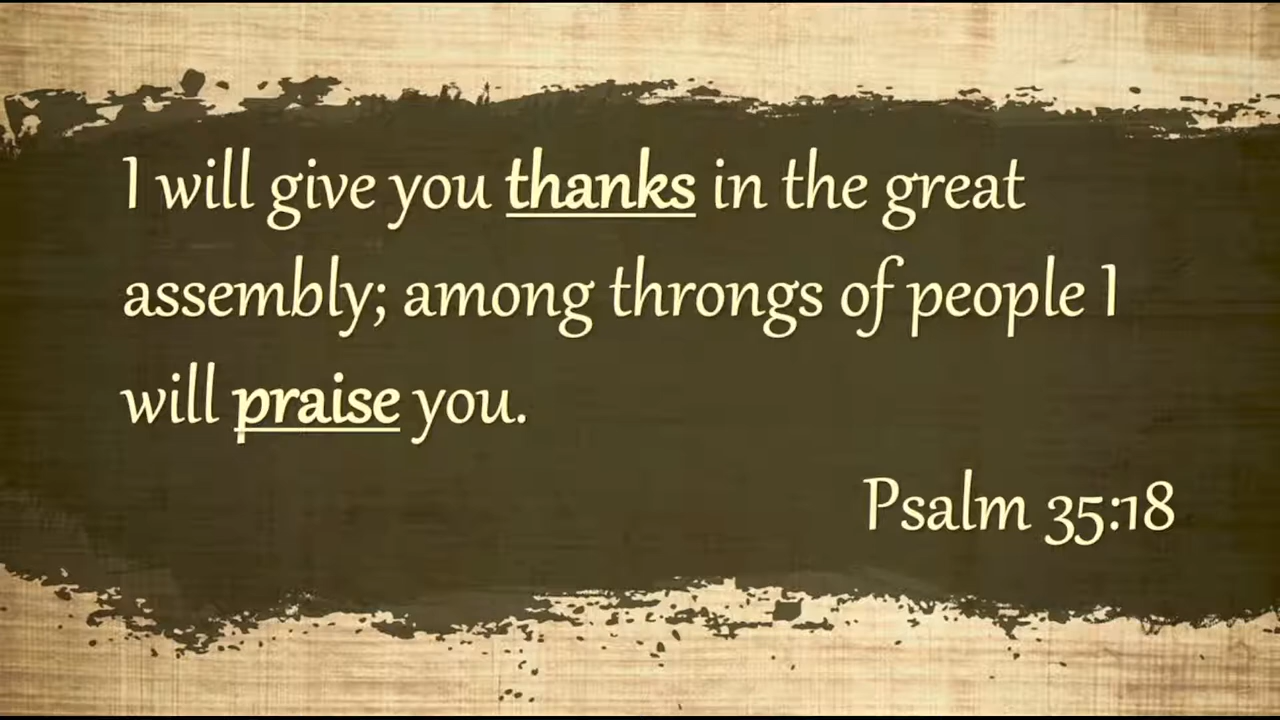 I will give you thanks in the great
assembly; among throngs of people I
will praise you.
Psalm 35:18